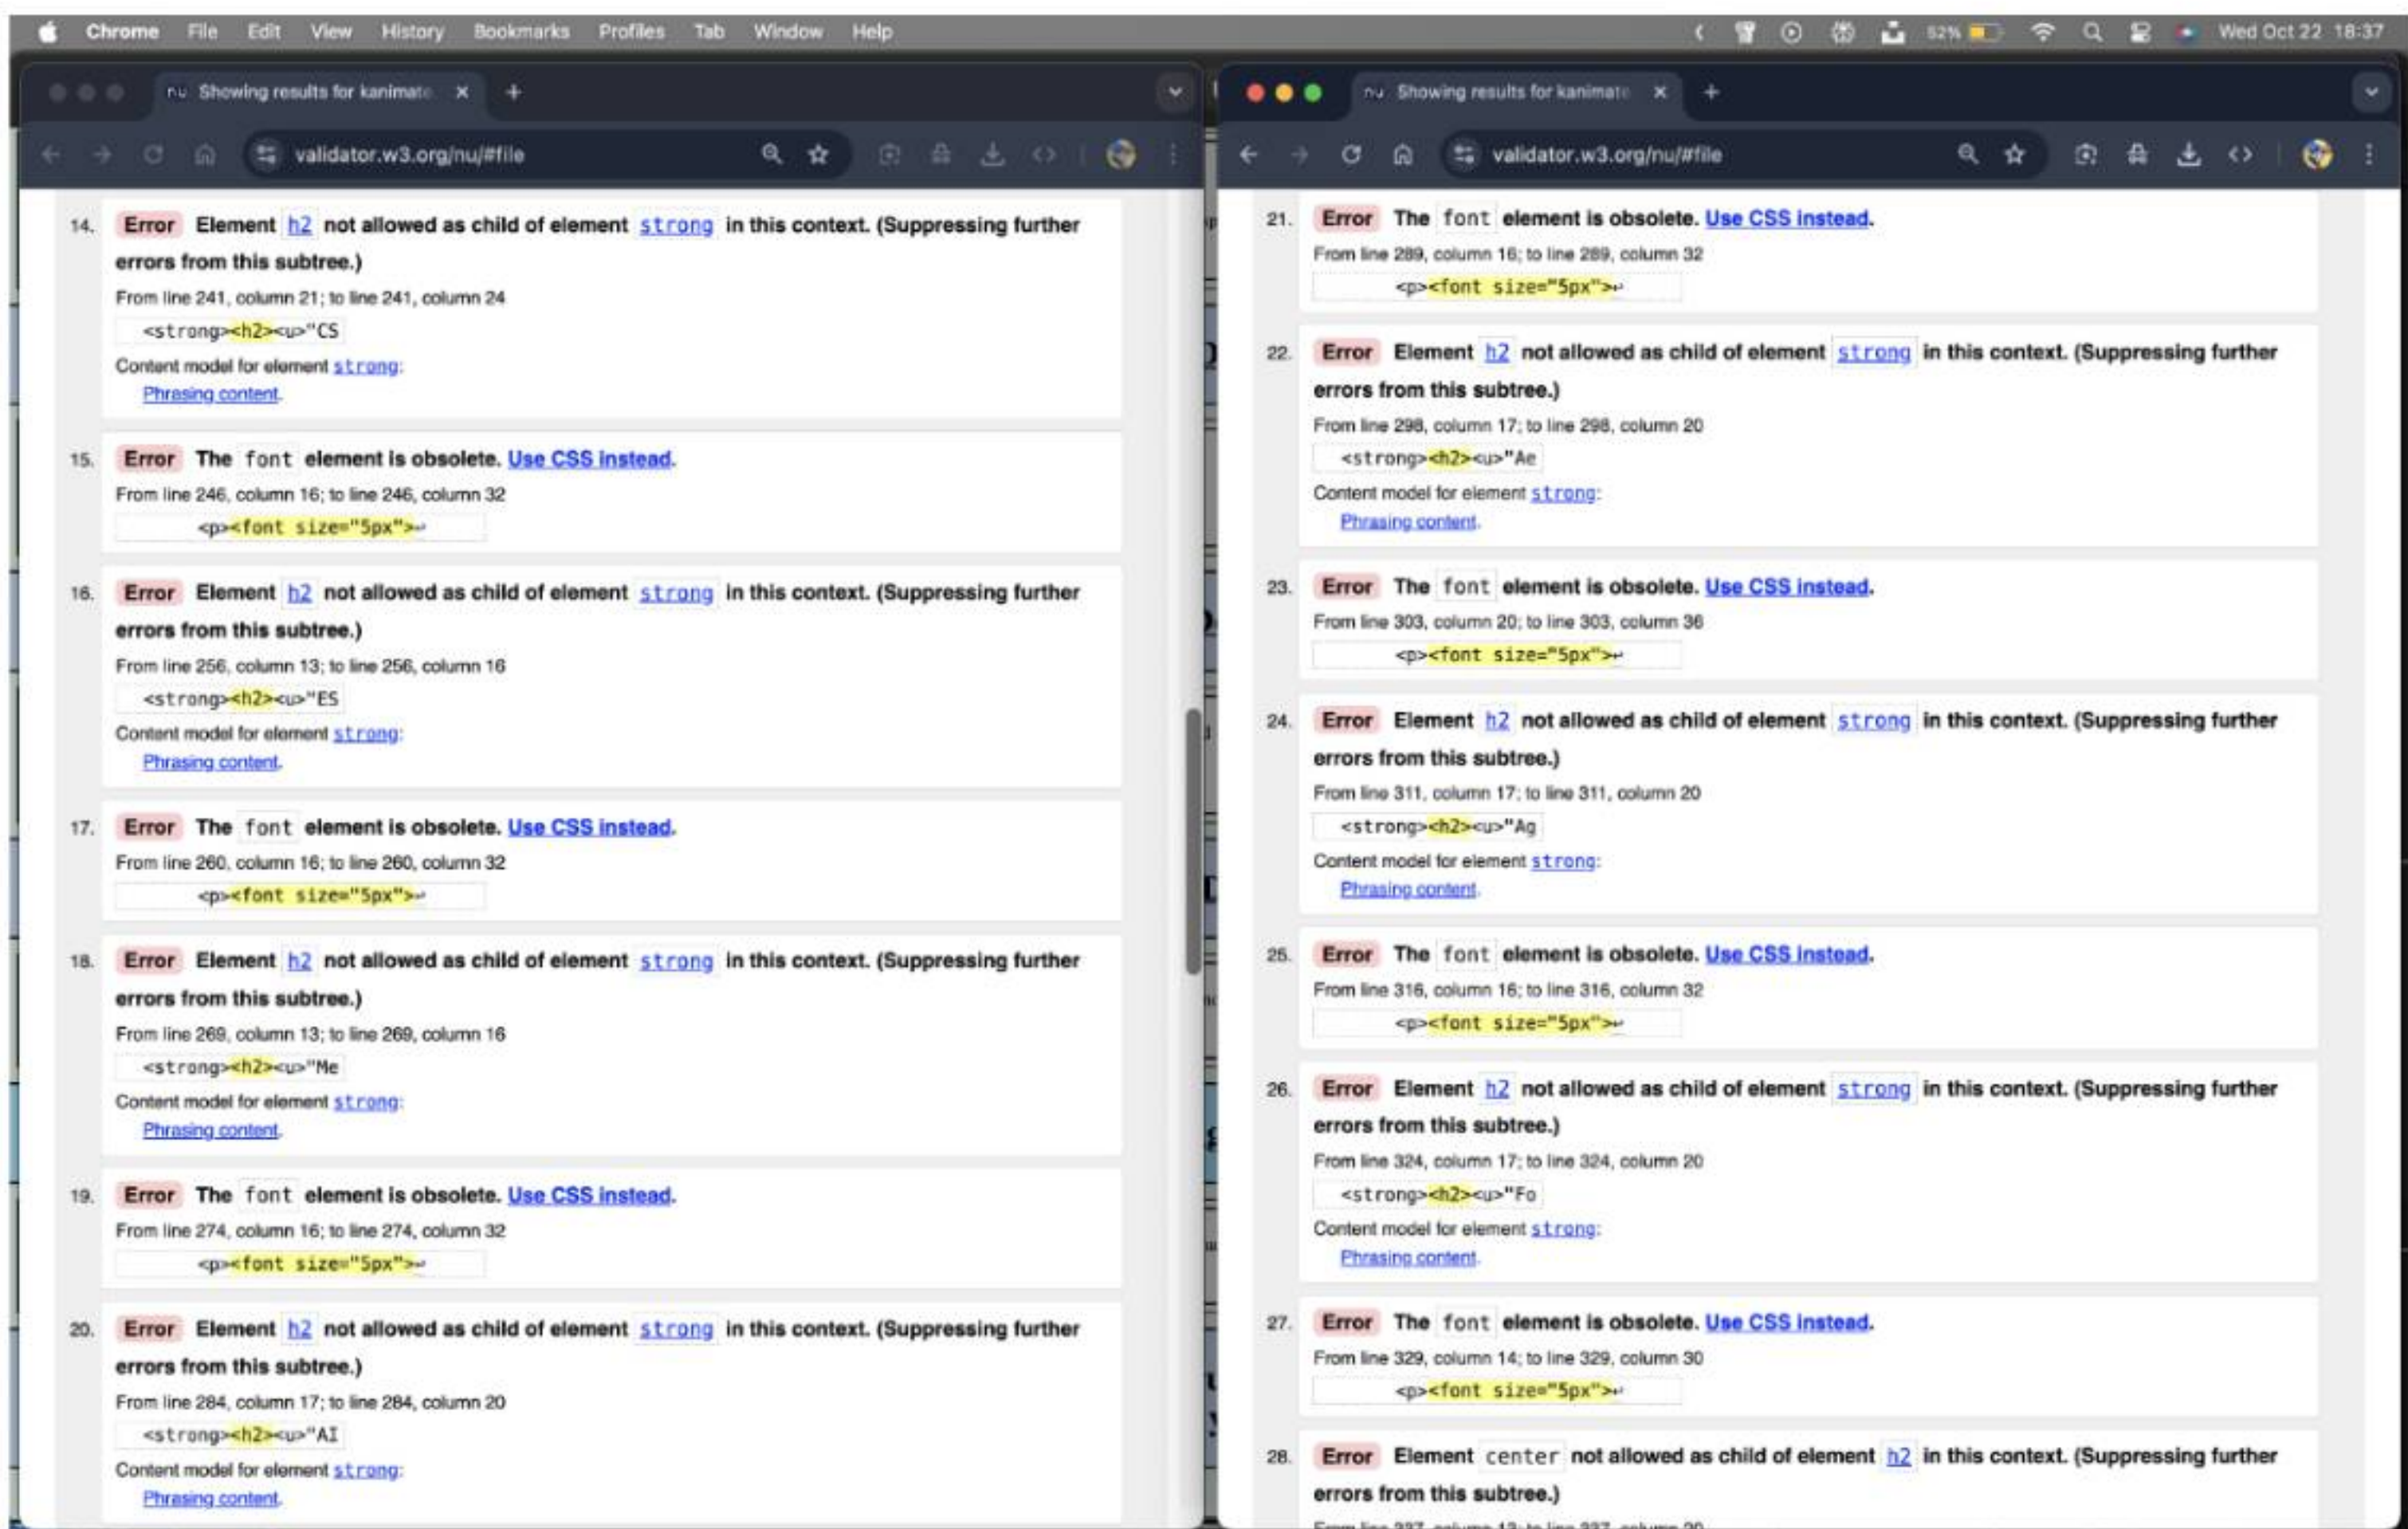 Chrome File Edit View History Bookmarks Profiles Tab Window Help
52% Wed Oct 22 18:37
nu Showing results for kanimate
validator.w3.org/nu/#file
14. Error Element h2 not allowed as child of element strong in this context. (Suppressing further
errors from this subtree.)
From line 241, column 21; to line 241, column 24
<strong><h2><u>"CS
Content model for element strong:
Phrasing content.
15. Error The font element is obsolete. Use CSS instead.
From line 246, column 16; to line 246, column 32
<p><font size="5px">↩
16. Error Element h2 not allowed as child of element strong in this context. (Suppressing further
errors from this subtree.)
From line 256, column 13; to line 256, column 16
<strong><h2><u>"ES
Content model for element strong:
Phrasing content.
17. Error The font element is obsolete. Use CSS instead.
From line 260, column 16; to line 260, column 32
<p><font size="5px">↩
18. Error Element h2 not allowed as child of element strong in this context. (Suppressing further
errors from this subtree.)
From line 269, column 13; to line 269, column 16
<strong><h2><u>"Me
Content model for element strong:
Phrasing content.
19. Error The font element is obsolete. Use CSS instead.
From line 274, column 16; to line 274, column 32
<p><font size="5px">↩
20. Error Element h2 not allowed as child of element strong in this context. (Suppressing further
errors from this subtree.)
From line 284, column 17; to line 284, column 20
<strong><h2><u>"AI
Content model for element strong:
Phrasing content.
nu Showing results for kanimate
validator.w3.org/nu/#file
21. Error The font element is obsolete. Use CSS instead.
From line 289, column 16; to line 289, column 32
<p><font size="5px">↩
22. Error Element h2 not allowed as child of element strong in this context. (Suppressing further
errors from this subtree.)
From line 298, column 17; to line 298, column 20
<strong><h2><u>"Ae
Content model for element strong:
Phrasing content.
23. Error The font element is obsolete. Use CSS instead.
From line 303, column 20; to line 303, column 36
<p><font size="5px">↩
24. Error Element h2 not allowed as child of element strong in this context. (Suppressing further
errors from this subtree.)
From line 311, column 17; to line 311, column 20
<strong><h2><u>"Ag
Content model for element strong:
Phrasing content.
25. Error The font element is obsolete. Use CSS instead.
From line 316, column 16; to line 316, column 32
<p><font size="5px">↩
26. Error Element h2 not allowed as child of element strong in this context. (Suppressing further
errors from this subtree.)
From line 324, column 17; to line 324, column 20
<strong><h2><u>"Fo
Content model for element strong:
Phrasing content.
27. Error The font element is obsolete. Use CSS instead.
From line 329, column 14; to line 329, column 30
<p><font size="5px">↩
28. Error Element center not allowed as child of element h2 in this context. (Suppressing further
errors from this subtree.)